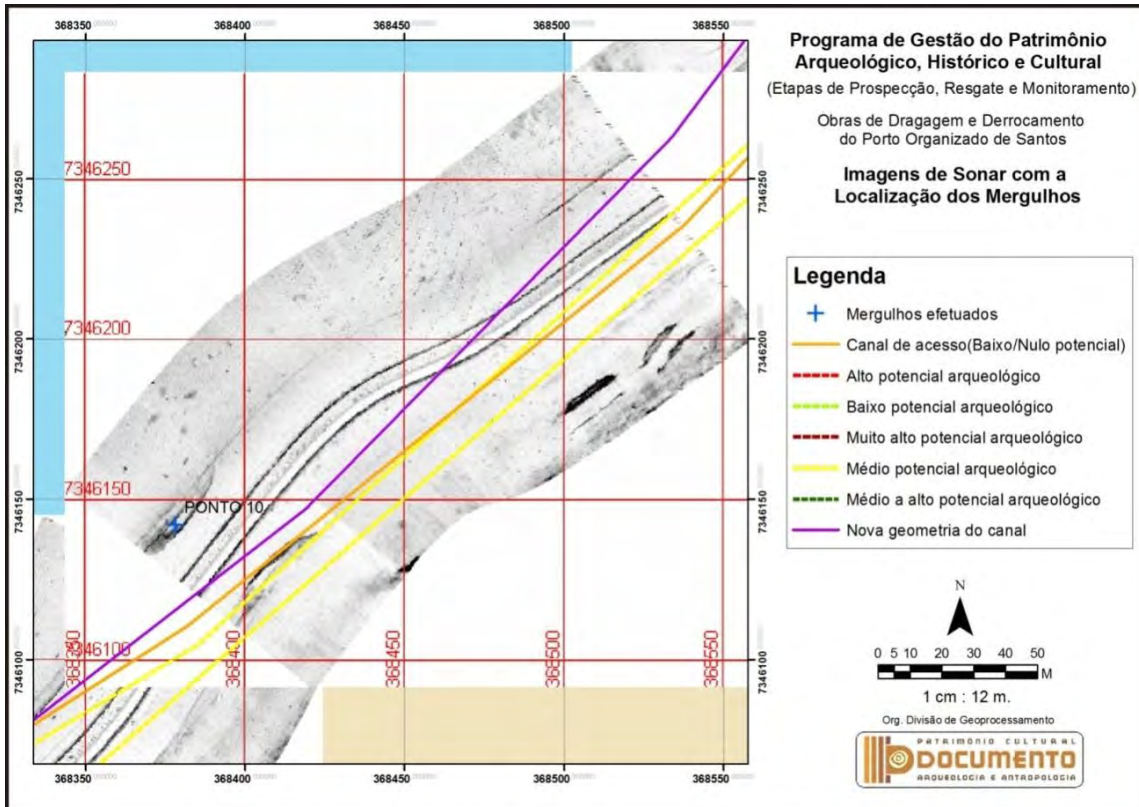 368350 368400 368450 368500 368550
7346250
7346200
7346150
7346100
7346250
7346200
7346150
7346100
PONTO 10
368350
368400
368450
368500
368550
7346250
7346200
7346150
7346100
368350 368400 368450 368500 368550
Programa de Gestão do Patrimônio
Arqueológico, Histórico e Cultural
(Etapas de Prospecção, Resgate e Monitoramento)
Obras de Dragagem e Derrocamento
do Porto Organizado de Santos
Imagens de Sonar com a
Localização dos Mergulhos
Legenda
Mergulhos efetuados
Canal de acesso(Baixo/Nulo potencial)
Alto potencial arqueológico
Baixo potencial arqueológico
Muito alto potencial arqueológico
Médio potencial arqueológico
Médio a alto potencial arqueológico
Nova geometria do canal
N
0 5 10 20 30 40 50
M
1 cm : 12 m.
Org. Divisão de Geoprocessamento
PATRIMÔNIO CULTURAL
DOCUMENTO
ARQUEOLOGIA E ANTROPOLOGIA